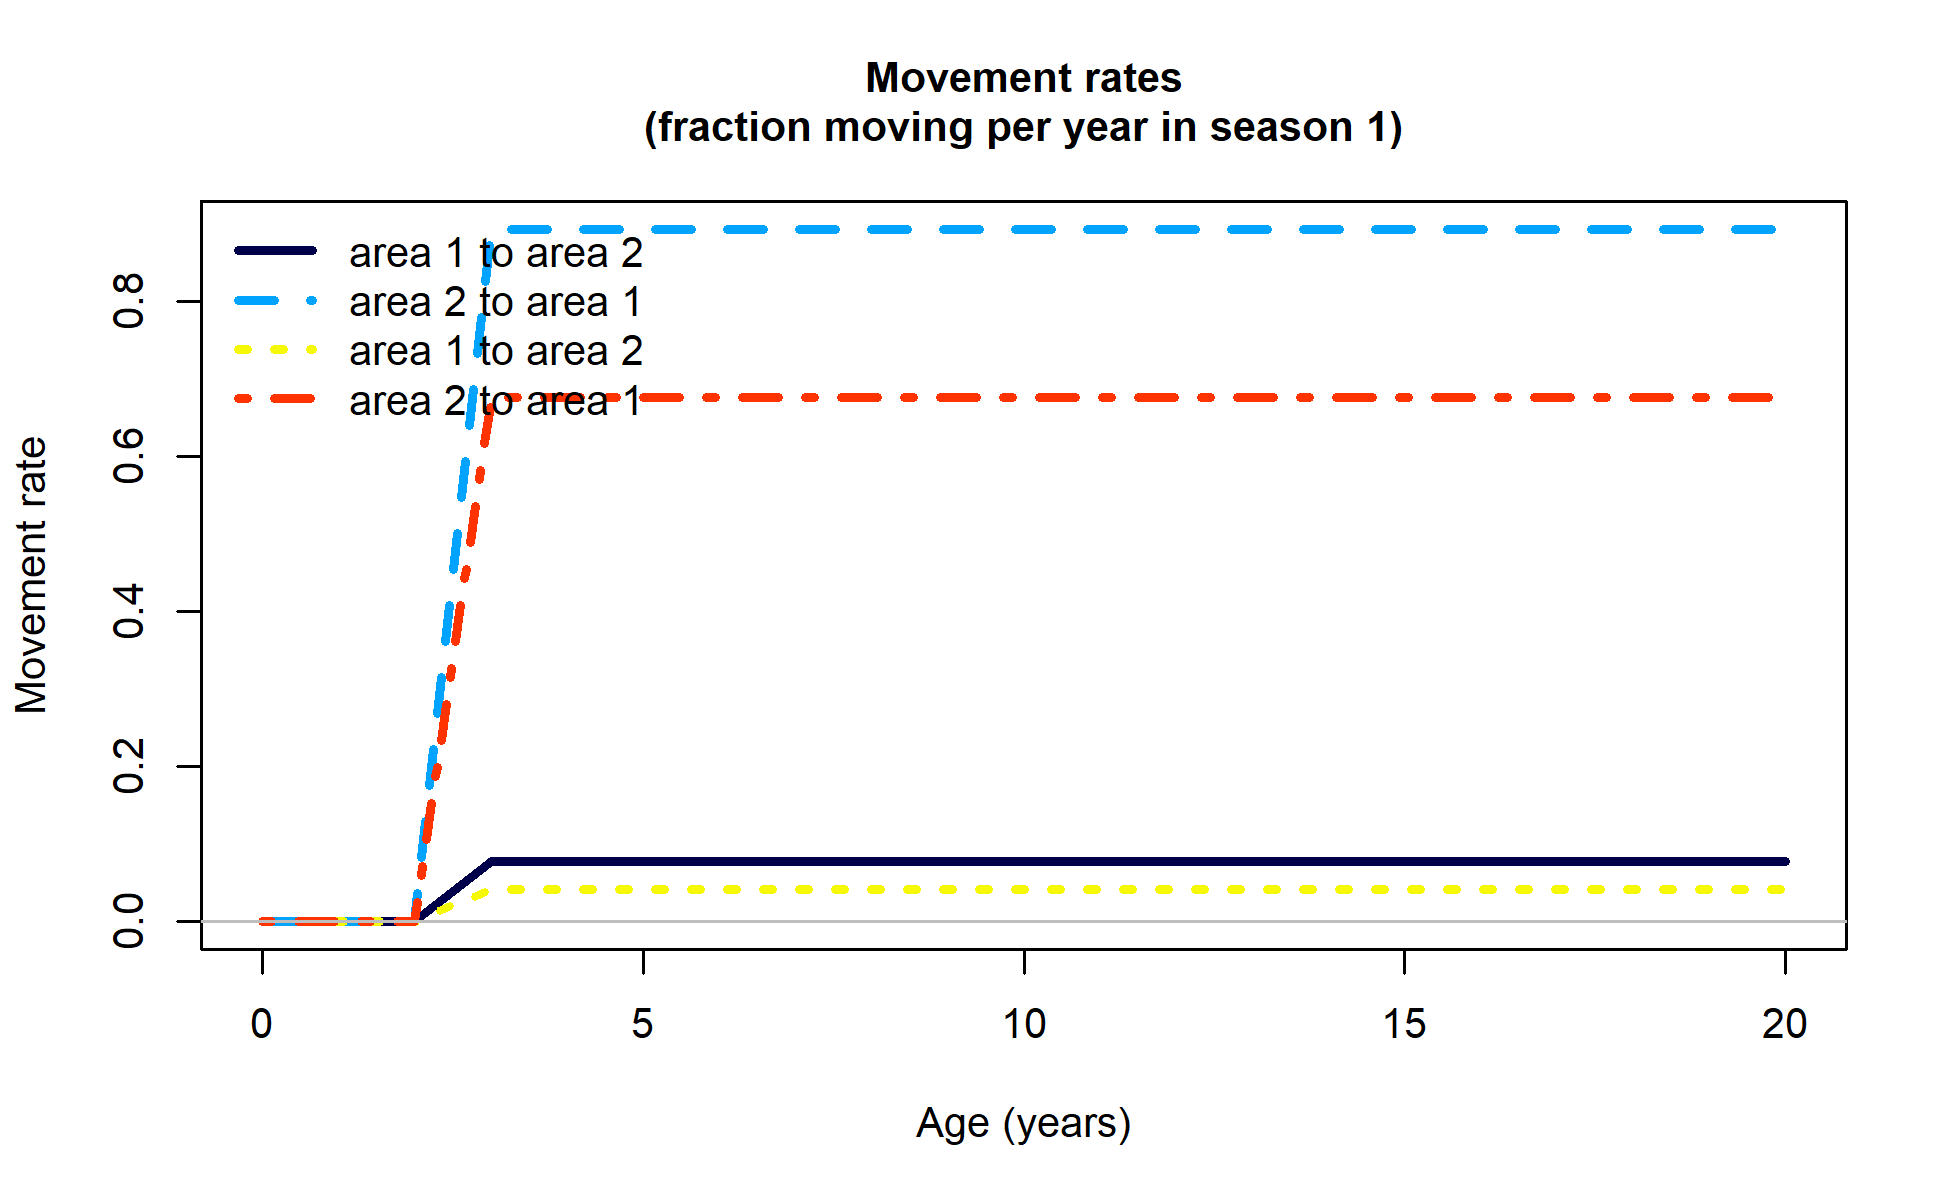 Movement rates
(fraction moving per year in season 1)
area 1 to area 2
area 2 to area 1
area 1 to area 2
area 2 to area 1
Movement rate
0.8
0.6
0.4
0.2
0.0
0 5 10 15 20
Age (years)